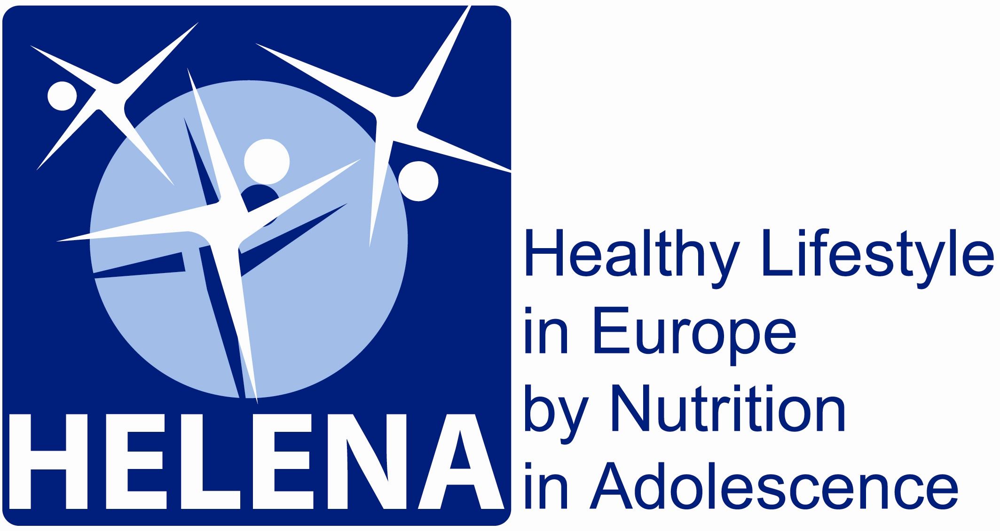 HELENA
Healthy Lifestyle
in Europe
by Nutrition
in Adolescence